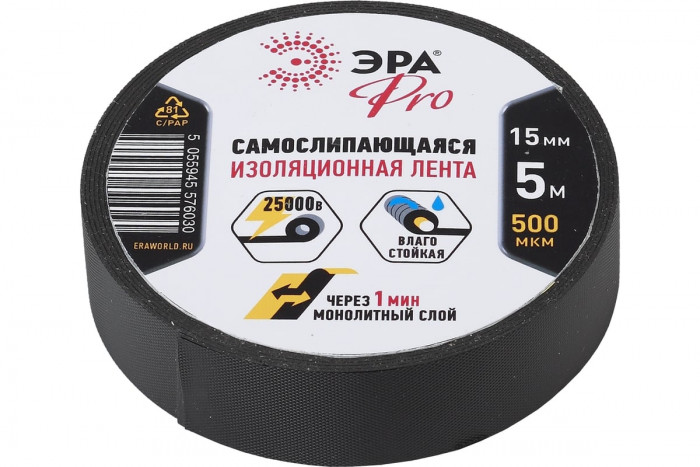 ЭРА®
Pro
81
C/PAP
5 055945 576030
ERAWORLD.RU
САМОСЛИПАЮЩАЯСЯ
ИЗОЛЯЦИОННАЯ ЛЕНТА
25000В
ВЛАГО
СТОЙКАЯ
15 ММ
5 М
500
МКМ
ЧЕРЕЗ 1 МИН
МОНОЛИТНЫЙ СЛОЙ